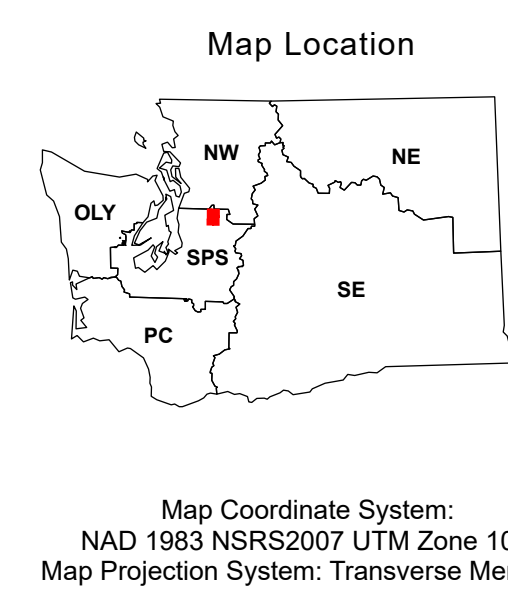 Map Location
NW
NE
OLY
SPS
SE
PC
Map Coordinate System:
NAD 1983 NSRS2007 UTM Zone 10
Map Projection System: Transverse